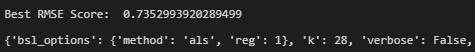 Best RMSE Score:  0.7352993920289499
{'bsl_options': {'method': 'als', 'reg': 1}, 'k': 28, 'verbose': False,